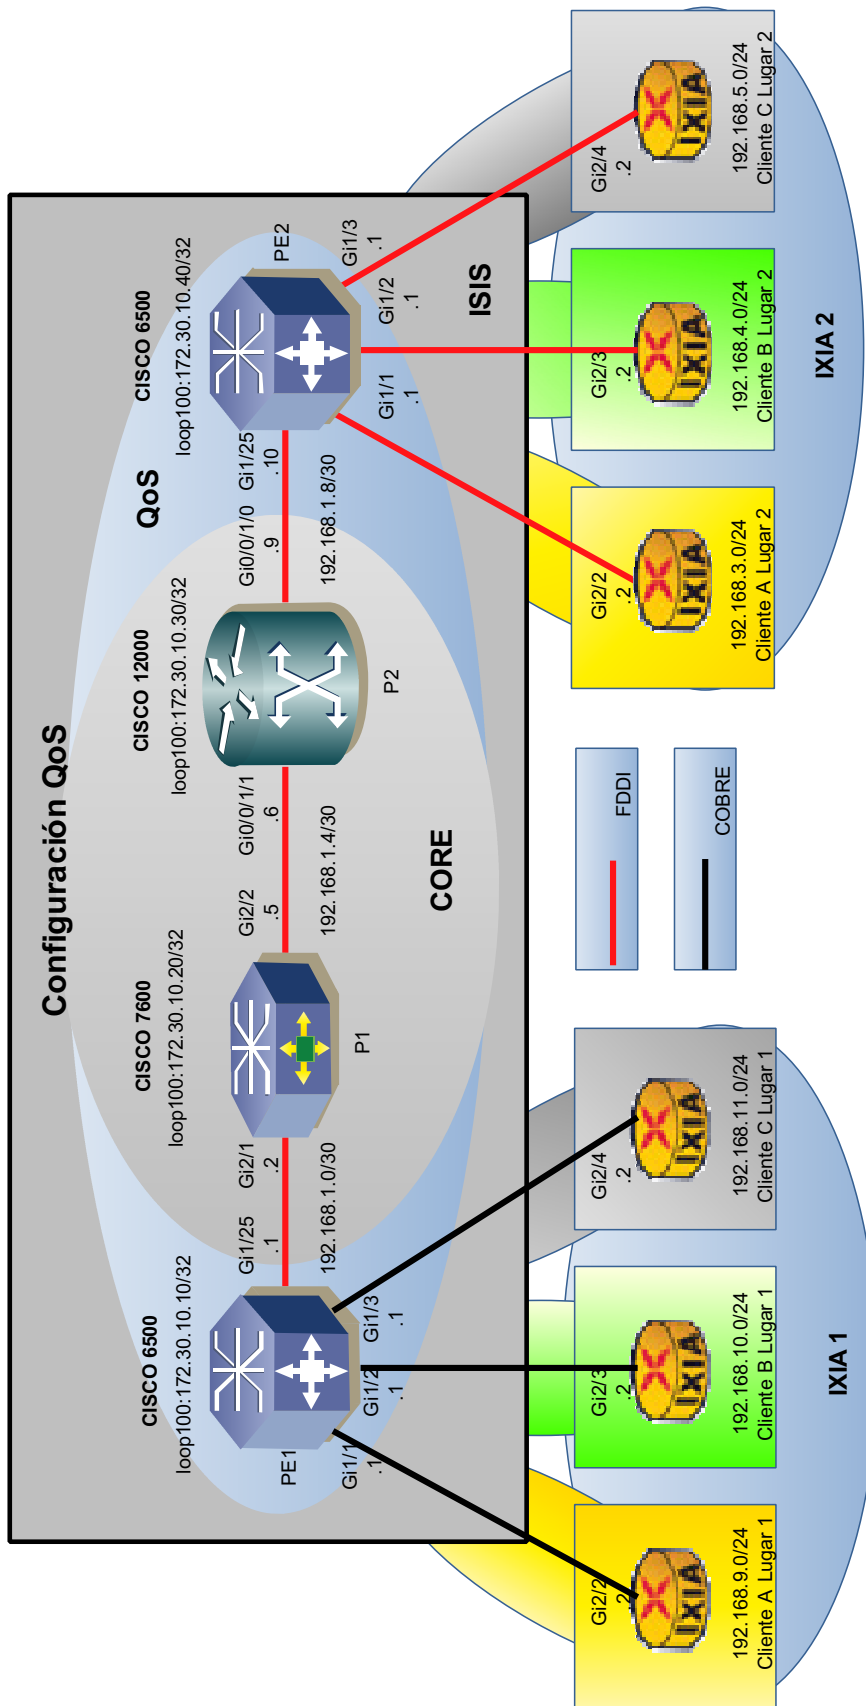 Configuración QoS
CISCO 6500
loop100:172.30.10.10/32
PE1
Gi1/25
.1
192.168.1.0/30
Gi2/1
.2
CISCO 7600
loop100:172.30.10.20/32
P1
Gi2/2
.5
192.168.1.4/30
Gi0/0/1/1
.6
CISCO 12000
loop100:172.30.10.30/32
P2
CORE
QoS
Gi0/0/1/0
.9
192.168.1.8/30
Gi1/25
.10
CISCO 6500
loop100:172.30.10.40/32
PE2
ISIS
Gi1/1
.1
Gi1/2
.1
Gi1/3
.1
Gi1/1
.1
Gi1/2
.1
Gi1/3
.1
Gi2/2
.2
IXIA
192.168.9.0/24
Cliente A Lugar 1
Gi2/3
.2
IXIA
192.168.10.0/24
Cliente B Lugar 1
Gi2/4
.2
IXIA
192.168.11.0/24
Cliente C Lugar 1
IXIA 1
FDDI
COBRE
Gi2/2
.2
IXIA
192.168.3.0/24
Cliente A Lugar 2
Gi2/3
.2
IXIA
192.168.4.0/24
Cliente B Lugar 2
Gi2/4
.2
IXIA
192.168.5.0/24
Cliente C Lugar 2
IXIA 2